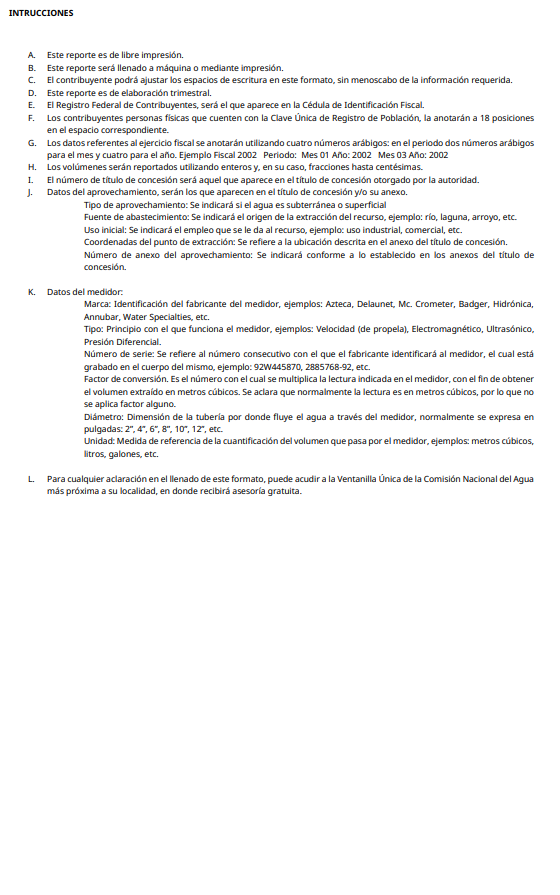 INTRUCCIONES
A. Este reporte es de libre impresión.
B. Este reporte será llenado a máquina o mediante impresión.
C. El contribuyente podrá ajustar los espacios de escritura en este formato, sin menoscabo de la información requerida.
D. Este reporte es de elaboración trimestral.
E. El Registro Federal de Contribuyentes, será el que aparece en la Cédula de Identificación Fiscal.
F. Los contribuyentes personas físicas que cuenten con la Clave Única de Registro de Población, la anotarán a 18 posiciones
en el espacio correspondiente.
G. Los datos referentes al ejercicio fiscal se anotarán utilizando cuatro números arábigos: en el periodo dos números arábigos
para el mes y cuatro para el año. Ejemplo Fiscal 2002 Periodo: Mes 01 Año: 2002 Mes 03 Año: 2002
H. Los volúmenes serán reportados utilizando enteros y, en su caso, fracciones hasta centésimas.
I. El número de título de concesión será aquel que aparece en el título de concesión otorgado por la autoridad.
J. Datos del aprovechamiento, serán los que aparecen en el título de concesión y/o su anexo.
Tipo de aprovechamiento: Se indicará si el agua es subterránea o superficial
Fuente de abastecimiento: Se indicará el origen de la extracción del recurso, ejemplo: río, laguna, arroyo, etc.
Uso inicial: Se indicará el empleo que se le da al recurso, ejemplo: uso industrial, comercial, etc.
Coordenadas del punto de extracción: Se refiere a la ubicación descrita en el anexo del título de concesión.
Número de anexo del aprovechamiento: Se indicará conforme a lo establecido en los anexos del título de
concesión.
K. Datos del medidor:
Marca: Identificación del fabricante del medidor, ejemplos: Azteca, Delaunet, Mc. Crometer, Badger, Hidrónica,
Annubar, Water Specialties, etc.
Tipo: Principio con el que funciona el medidor, ejemplos: Velocidad (de propela), Electromagnético, Ultrasónico,
Presión Diferencial.
Número de serie: Se refiere al número consecutivo con el que el fabricante identificará al medidor, el cual está
grabado en el cuerpo del mismo, ejemplo: 92W445870, 2885768-92, etc.
Factor de conversión. Es el número con el cual se multiplica la lectura indicada en el medidor, con el fin de obtener
el volumen extraído en metros cúbicos. Se aclara que normalmente la lectura es en metros cúbicos, por lo que no
se aplica factor alguno.
Diámetro: Dimensión de la tubería por donde fluye el agua a través del medidor, normalmente se expresa en
pulgadas: 2”, 4”, 6”, 8”, 10”, 12”, etc.
Unidad: Medida de referencia de la cuantificación del volumen que pasa por el medidor, ejemplos: metros cúbicos,
litros, galones, etc.
L. Para cualquier aclaración en el llenado de este formato, puede acudir a la Ventanilla Única de la Comisión Nacional del Agua
más próxima a su localidad, en donde recibirá asesoría gratuita.